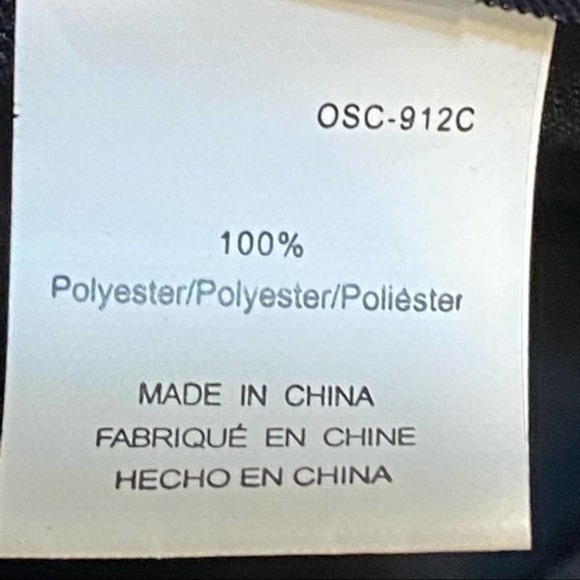 OSC-912C
100%
Polyester/Polyester/Poliéster
MADE IN CHINA
FABRIQUÉ EN CHINE
HECHO EN CHINA